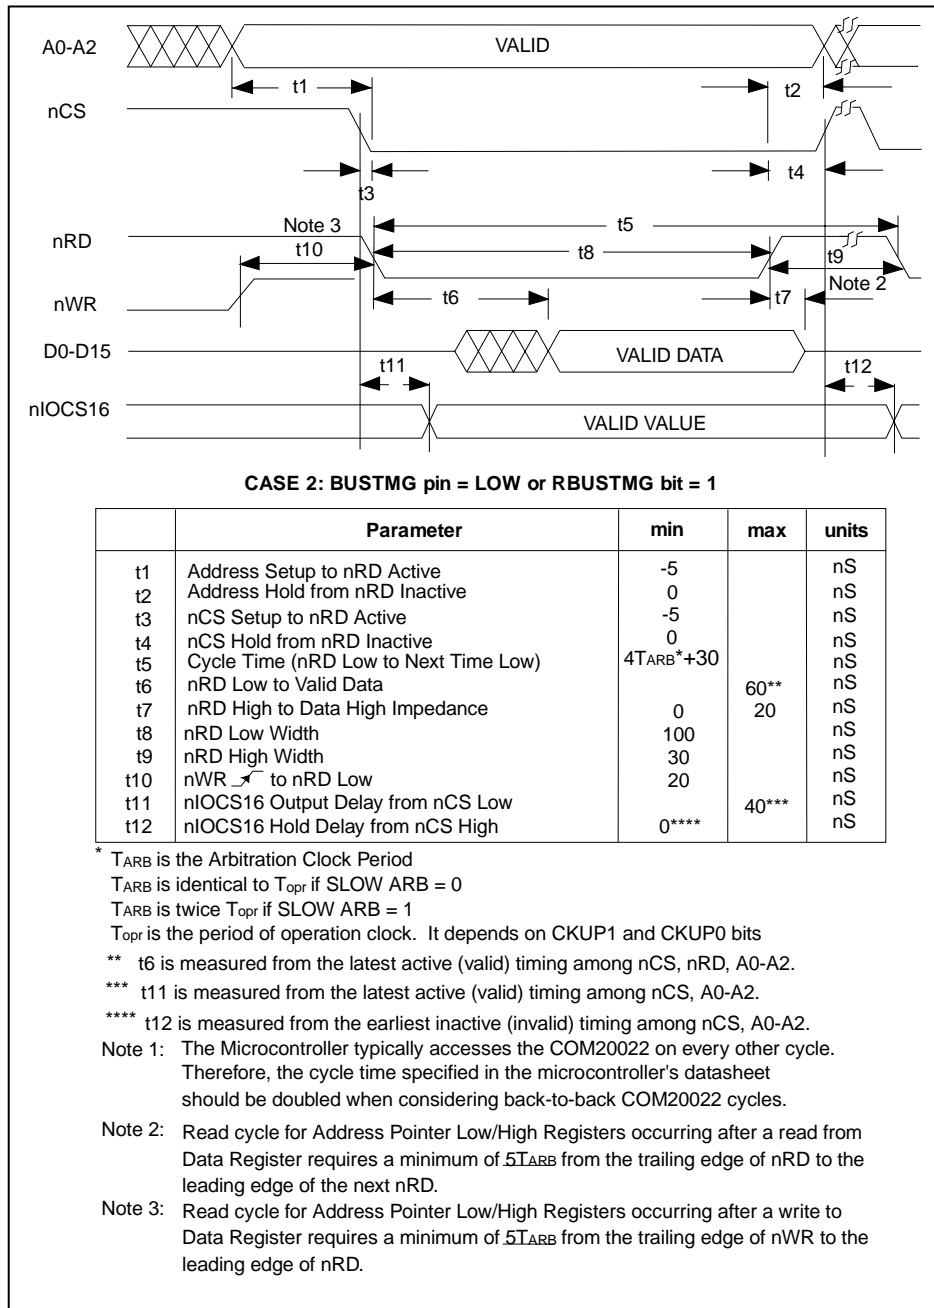 A0-A2
VALID
t1
t2
nCS
t3
t4
nRD
Note 3
t5
t10
t8
t9
Note 2
nWR
t6
t7
D0-D15
VALID DATA
t11
t12
nIOCS16
VALID VALUE
CASE 2: BUSTMG pin = LOW or RBUSTMG bit = 1
Parameter min max units
t1 Address Setup to nRD Active -5 nS
t2 Address Hold from nRD Inactive 0 nS
t3 nCS Setup to nRD Active -5 nS
t4 nCS Hold from nRD Inactive 0 nS
t5 Cycle Time (nRD Low to Next Time Low) 4TARB*+30 nS
t6 nRD Low to Valid Data 60** nS
t7 nRD High to Data High Impedance 0 20 nS
t8 nRD Low Width 100 nS
t9 nRD High Width 30 nS
t10 nWR to nRD Low 20 nS
t11 nIOCS16 Output Delay from nCS Low 40*** nS
t12 nIOCS16 Hold Delay from nCS High 0**** nS
* TARB is the Arbitration Clock Period
TARB is identical to Topr if SLOW ARB = 0
TARB is twice Topr if SLOW ARB = 1
Topr is the period of operation clock. It depends on CKUP1 and CKUP0 bits
** t6 is measured from the latest active (valid) timing among nCS, nRD, A0-A2.
*** t11 is measured from the latest active (valid) timing among nCS, A0-A2.
**** t12 is measured from the earliest inactive (invalid) timing among nCS, A0-A2.
Note 1: The Microcontroller typically accesses the COM20022 on every other cycle.
Therefore, the cycle time specified in the microcontroller's datasheet
should be doubled when considering back-to-back COM20022 cycles.
Note 2: Read cycle for Address Pointer Low/High Registers occurring after a read from
Data Register requires a minimum of 5TARB from the trailing edge of nRD to the
leading edge of the next nRD.
Note 3: Read cycle for Address Pointer Low/High Registers occurring after a write to
Data Register requires a minimum of 5TARB from the trailing edge of nWR to the
leading edge of nRD.